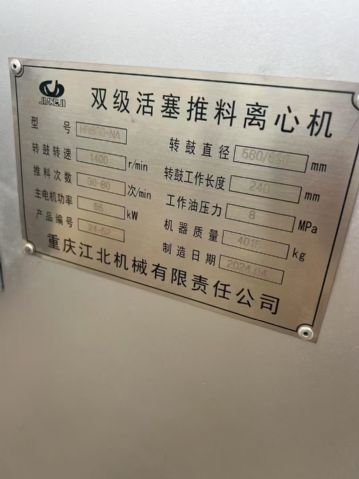 双级活塞推料离心机
型号 转鼓直径 mm
转鼓转速 1400 r/min 转鼓工作长度 240 mm
推料次数 次/min 工作油压力 8 MPa
主电机功率 kW 机器质量 kg
产品编号 制造日期 2024.04
重庆江北机械有限责任公司